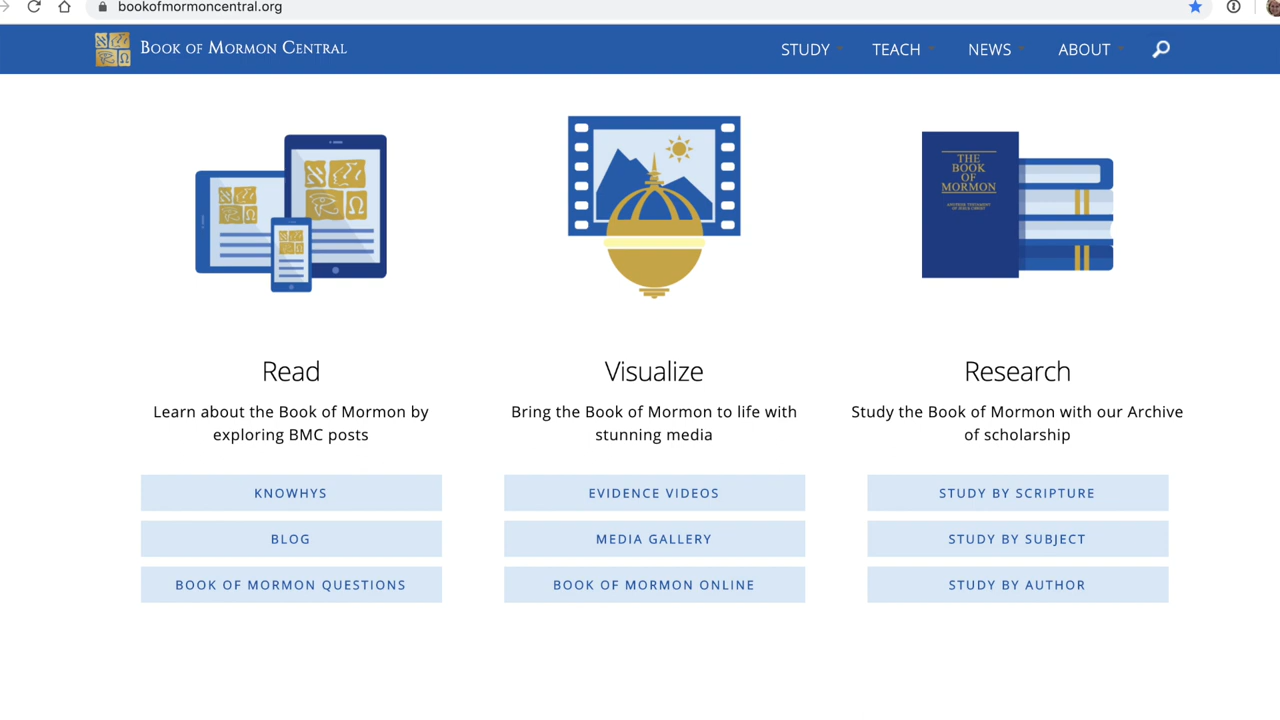 bookofmormoncentral.org
BOOK OF MORMON CENTRAL
STUDY
TEACH
NEWS
ABOUT
THE
BOOK
OF
MORMON
ANOTHER TESTAMENT
OF JESUS CHRIST
Read
Learn about the Book of Mormon by
exploring BMC posts
KNOWHYS
BLOG
BOOK OF MORMON QUESTIONS
Visualize
Bring the Book of Mormon to life with
stunning media
EVIDENCE VIDEOS
MEDIA GALLERY
BOOK OF MORMON ONLINE
Research
Study the Book of Mormon with our Archive
of scholarship
STUDY BY SCRIPTURE
STUDY BY SUBJECT
STUDY BY AUTHOR